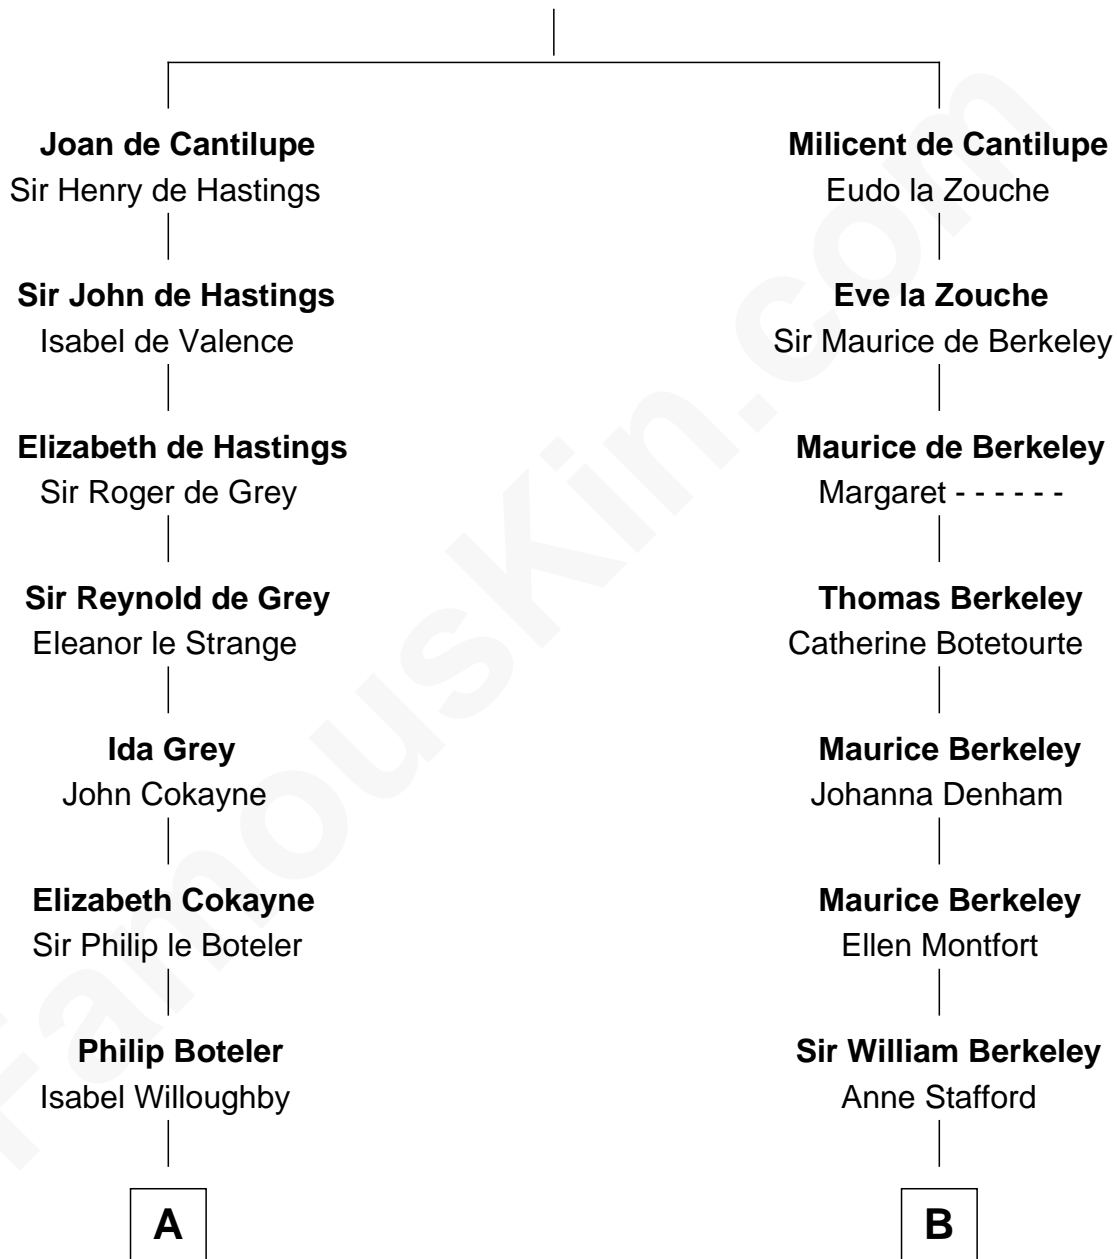 Joan de Cantilupe
Sir Henry de Hastings
Sir John de Hastings
Isabel de Valence
Elizabeth de Hastings
Sir Roger de Grey
Sir Reynold de Grey
Eleanor le Strange
Ida Grey
John Cokayne
Elizabeth Cokayne
Sir Philip le Boteler
Philip Boteler
Isabel Willoughby
A
Milicent de Cantilupe
Eudo la Zouche
Eve la Zouche
Sir Maurice de Berkeley
Maurice de Berkeley
Margaret - - - - - -
Thomas Berkeley
Catherine Botetourte
Maurice Berkeley
Johanna Denham
Maurice Berkeley
Ellen Montfort
Sir William Berkeley
Anne Stafford
B
FamousKin.com